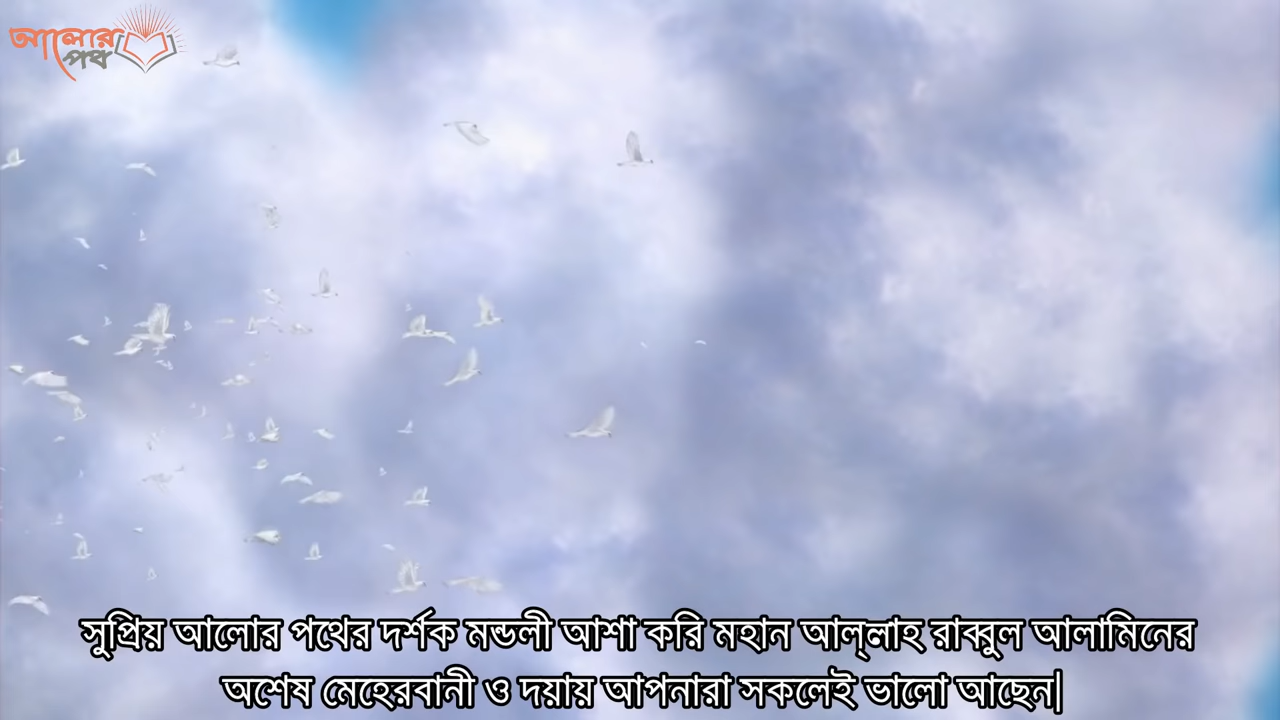 আলোর
পথ
সুপ্রিয় আলোর পথের দর্শক মন্ডলী আশা করি মহান আল্লাহ রাব্বুল আলামিনের
অশেষ মেহেরবানী ও দয়ায় আপনারা সকলেই ভালো আছেন|